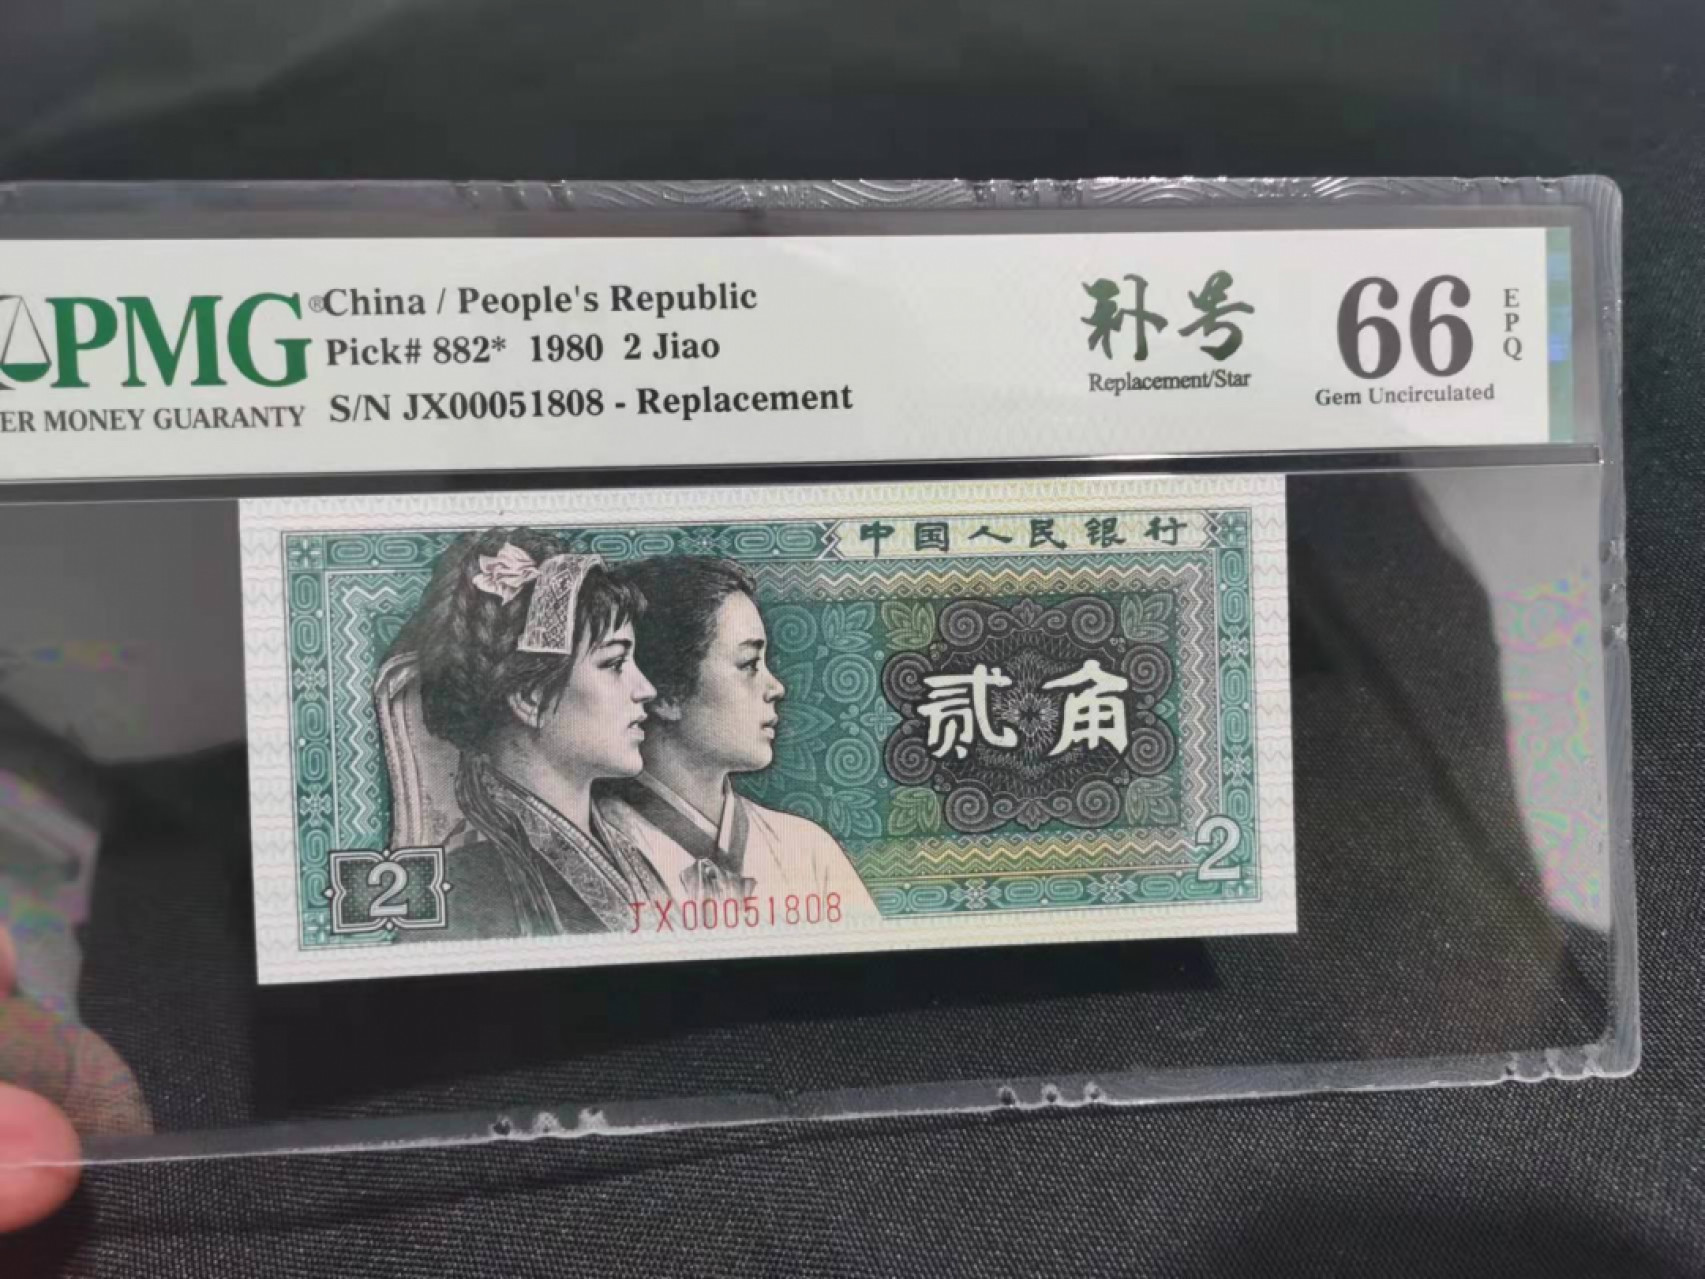 PMG® China / People's Republic
Pick# 882* 1980 2 Jiao
ER MONEY GUARANTY S/N JX00051808 - Replacement
补号
Replacement/Star
66 EPQ
Gem Uncirculated
中国人民银行
贰角
2
2
JX00051808